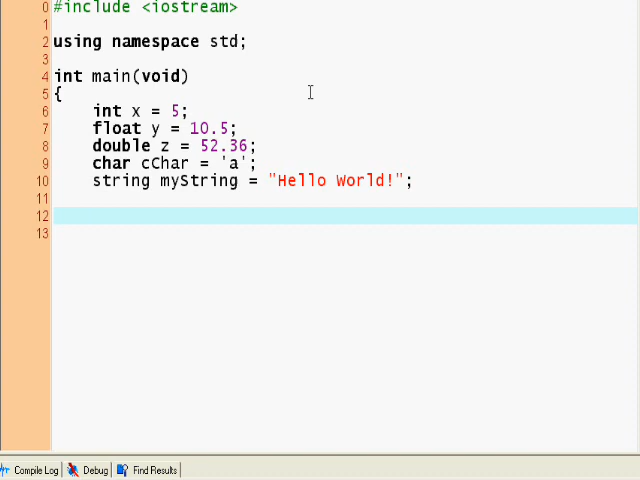 0 #include <iostream>
1
2 using namespace std;
3
4 int main(void)
5 {
6 int x = 5;
7 float y = 10.5;
8 double z = 52.36;
9 char cChar = 'a';
10 string myString = "Hello World!";
11
12
13
Compile Log Debug Find Results